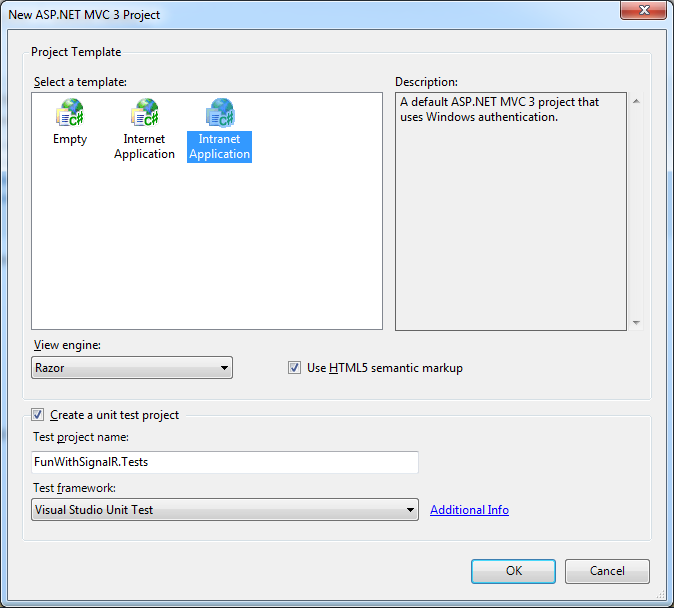 New ASP.NET MVC 3 Project
Project Template
Select a template:
Description:
Empty
Internet
Application
Intranet
Application
A default ASP.NET MVC 3 project that
uses Windows authentication.
View engine:
Razor
Use HTML5 semantic markup
Create a unit test project
Test project name:
FunWithSignalR.Tests
Test framework:
Visual Studio Unit Test
Additional Info
OK
Cancel